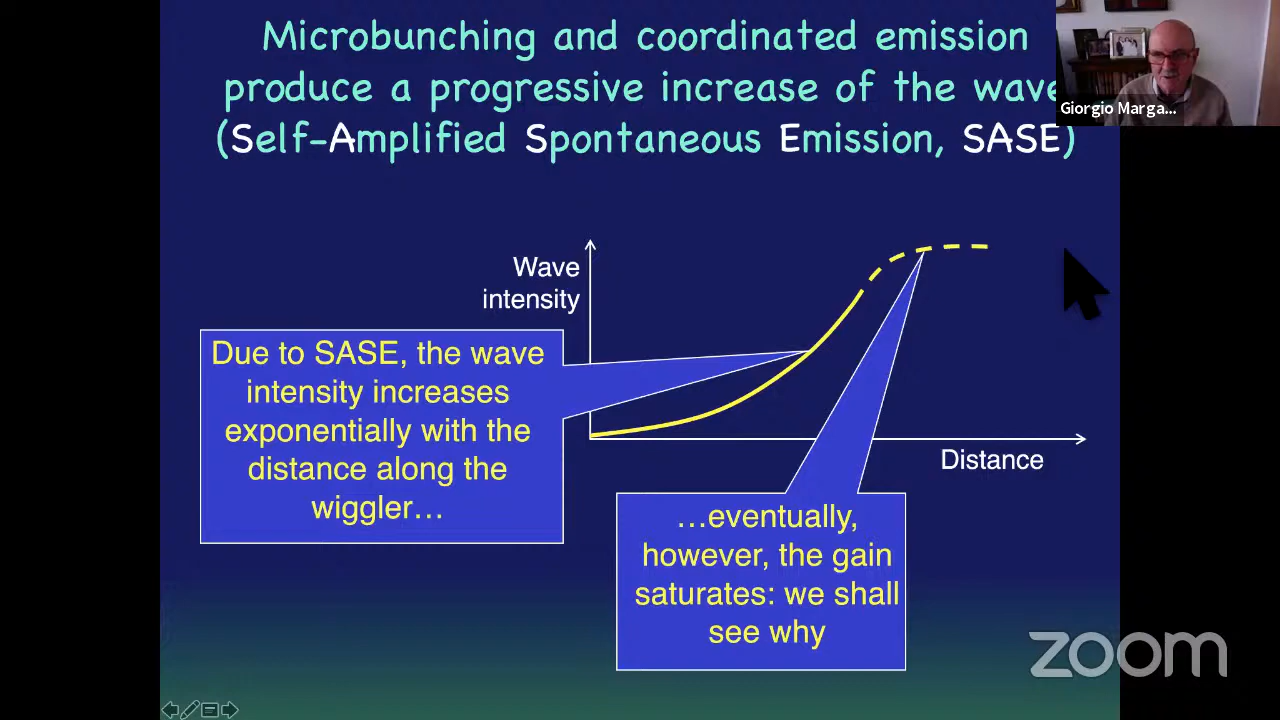 Microbunching and coordinated emission
produce a progressive increase of the wave
(Self-Amplified Spontaneous Emission, SASE)
Giorgio Marga...
Wave
intensity
Due to SASE, the wave
intensity increases
exponentially with the
distance along the
wiggler…
Distance
…eventually,
however, the gain
saturates: we shall
see why
zoom